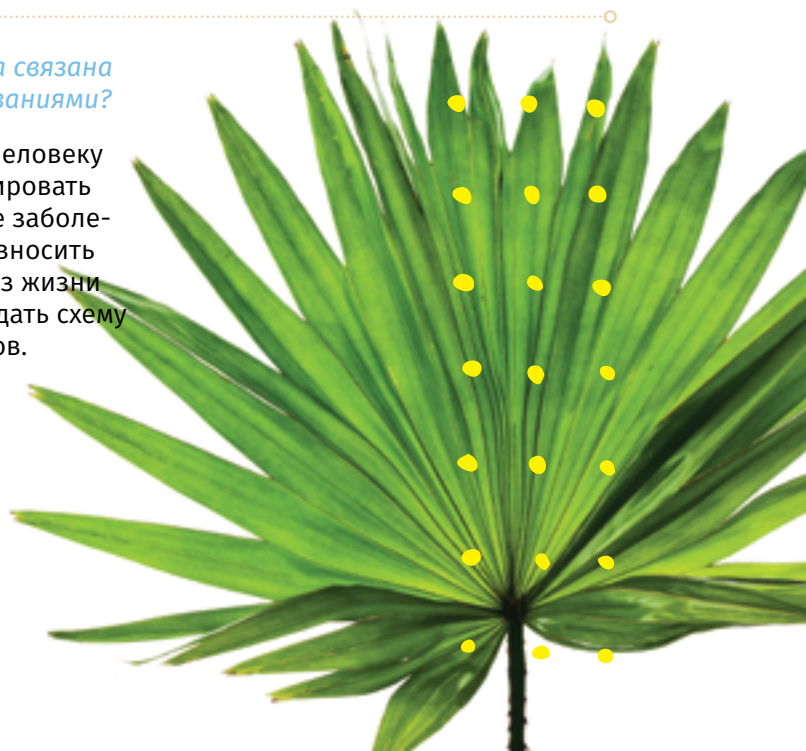 а связана
ваниями?
еловеку
ировать
е заболе-
вносить
з жизни
дать схему
ов.